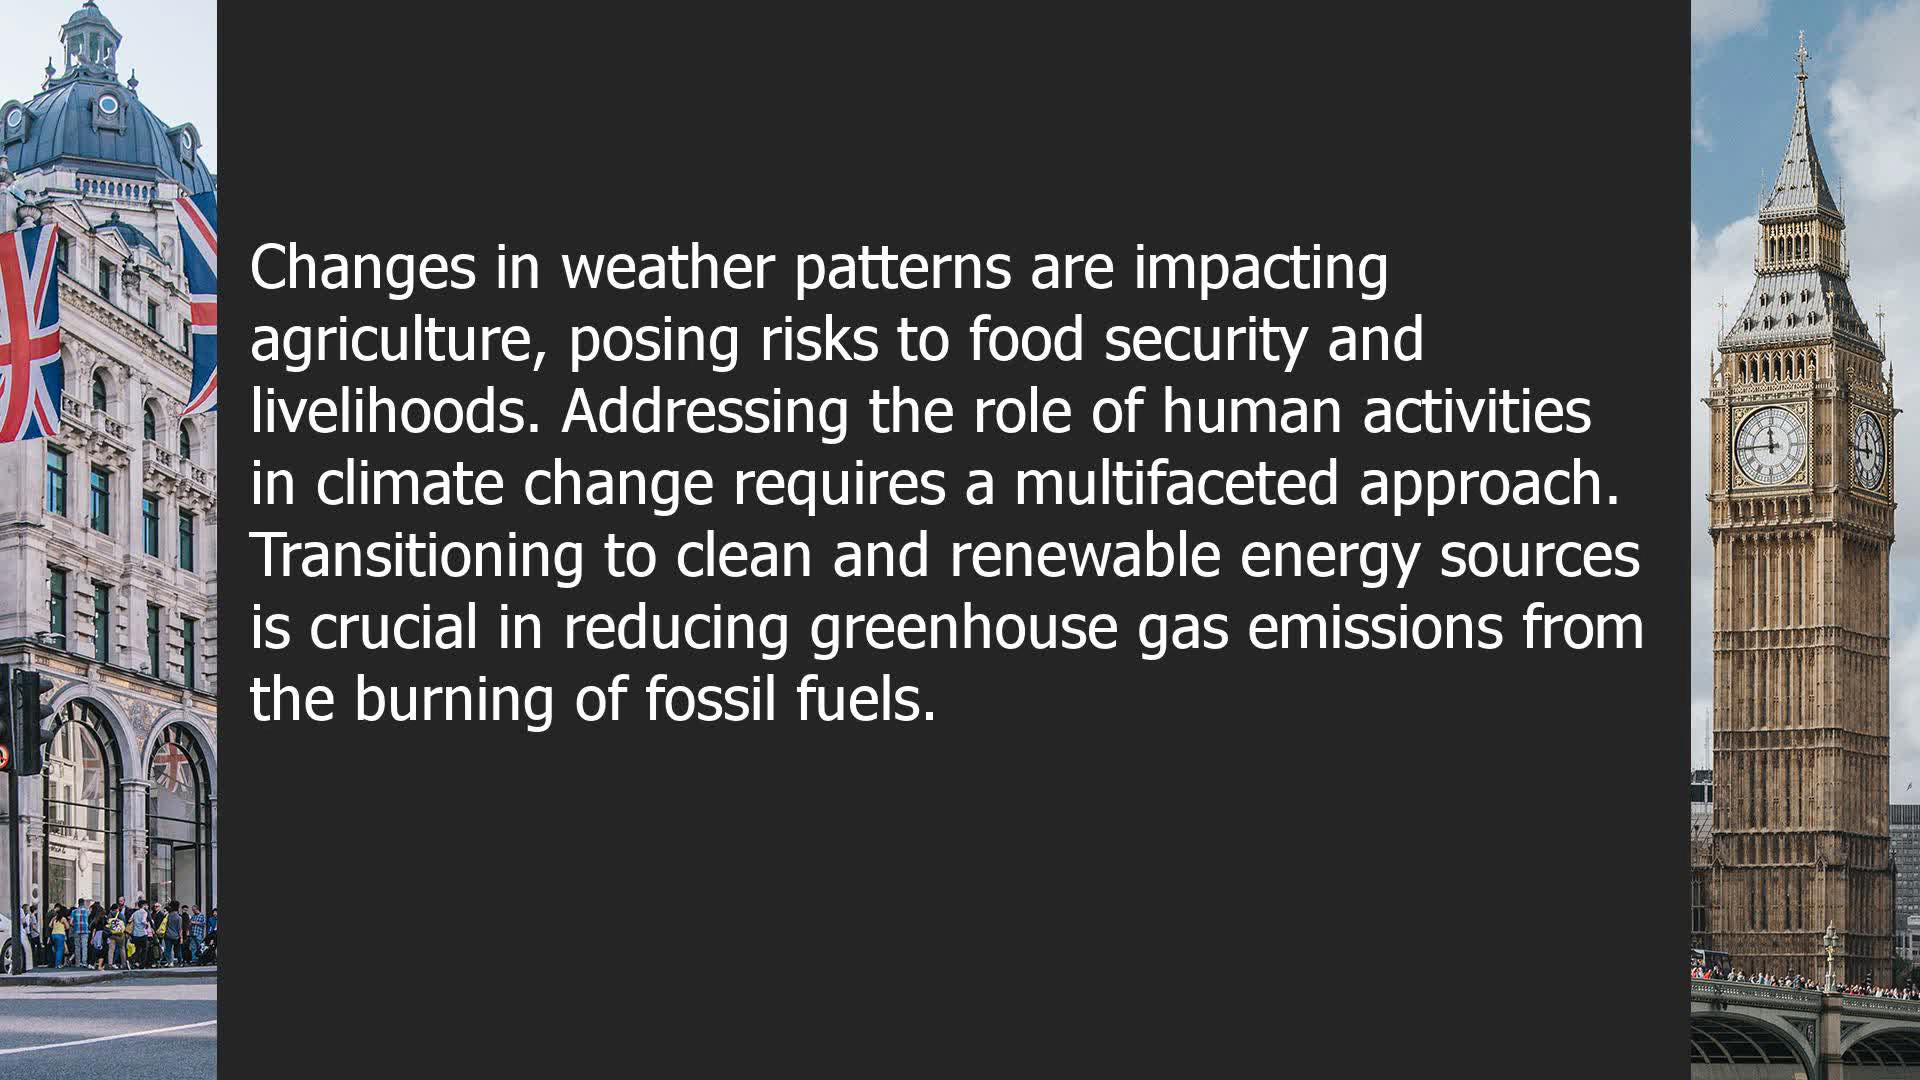 Changes in weather patterns are impacting
agriculture, posing risks to food security and
livelihoods. Addressing the role of human activities
in climate change requires a multifaceted approach.
Transitioning to clean and renewable energy sources
is crucial in reducing greenhouse gas emissions from
the burning of fossil fuels.